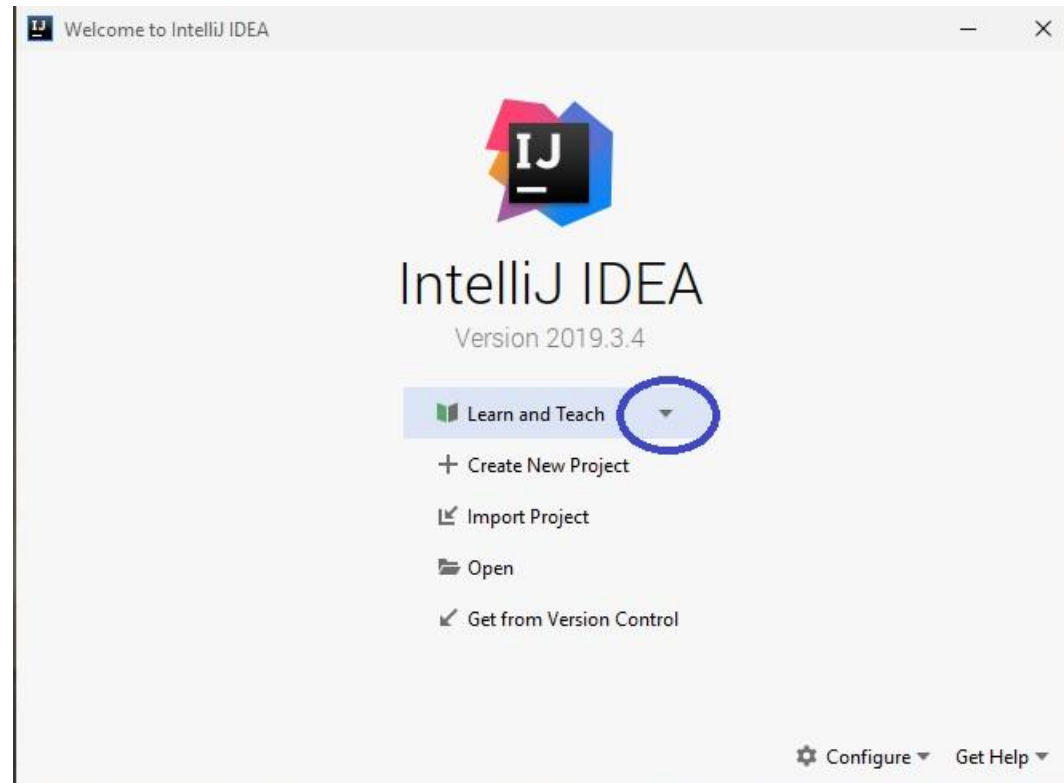 Welcome to IntelliJ IDEA
IJ
IntelliJ IDEA
Version 2019.3.4
Learn and Teach
Create New Project
Import Project
Open
Get from Version Control
Configure Get Help